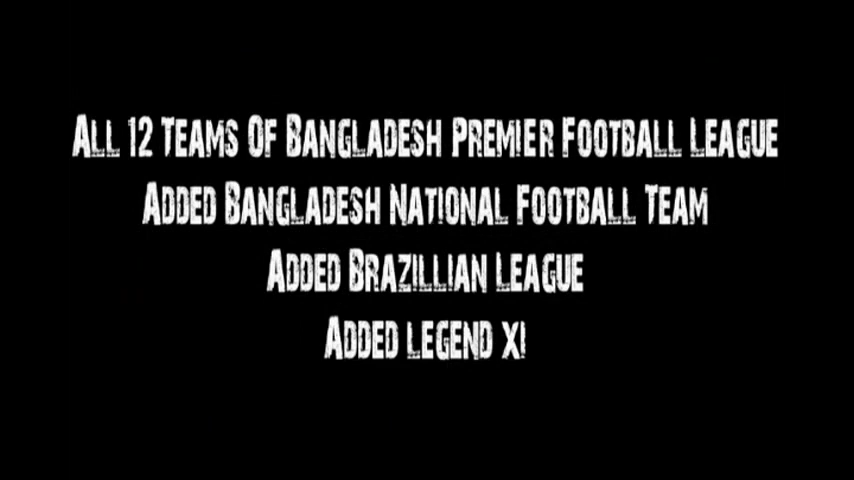 All 12 Teams Of Bangladesh Premier Football League
Added Bangladesh National Football Team
Added Brazillian League
Added legend xi